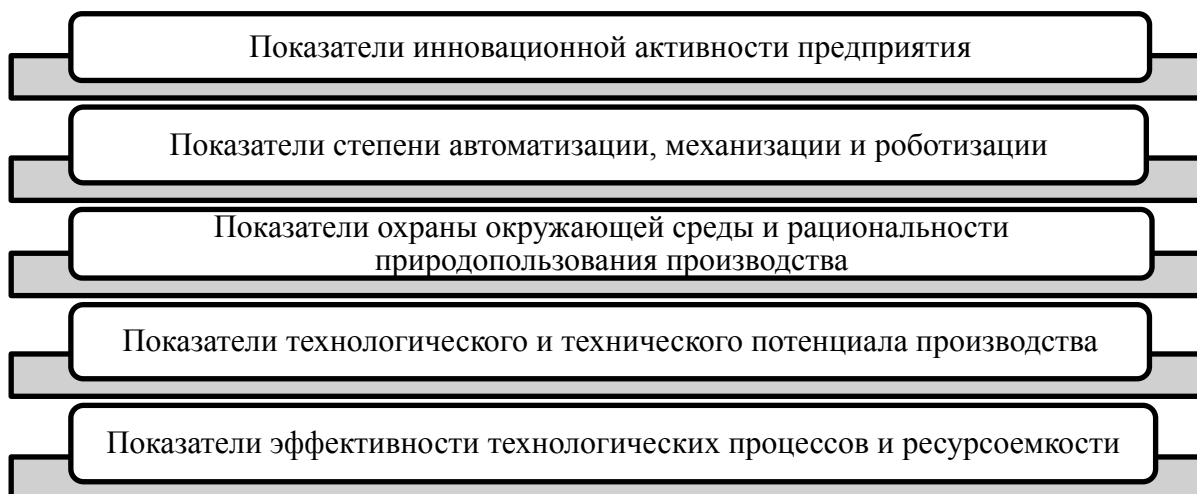 Показатели инновационной активности предприятия
Показатели степени автоматизации, механизации и роботизации
Показатели охраны окружающей среды и рациональности
природопользования производства
Показатели технологического и технического потенциала производства
Показатели эффективности технологических процессов и ресурсоемкости